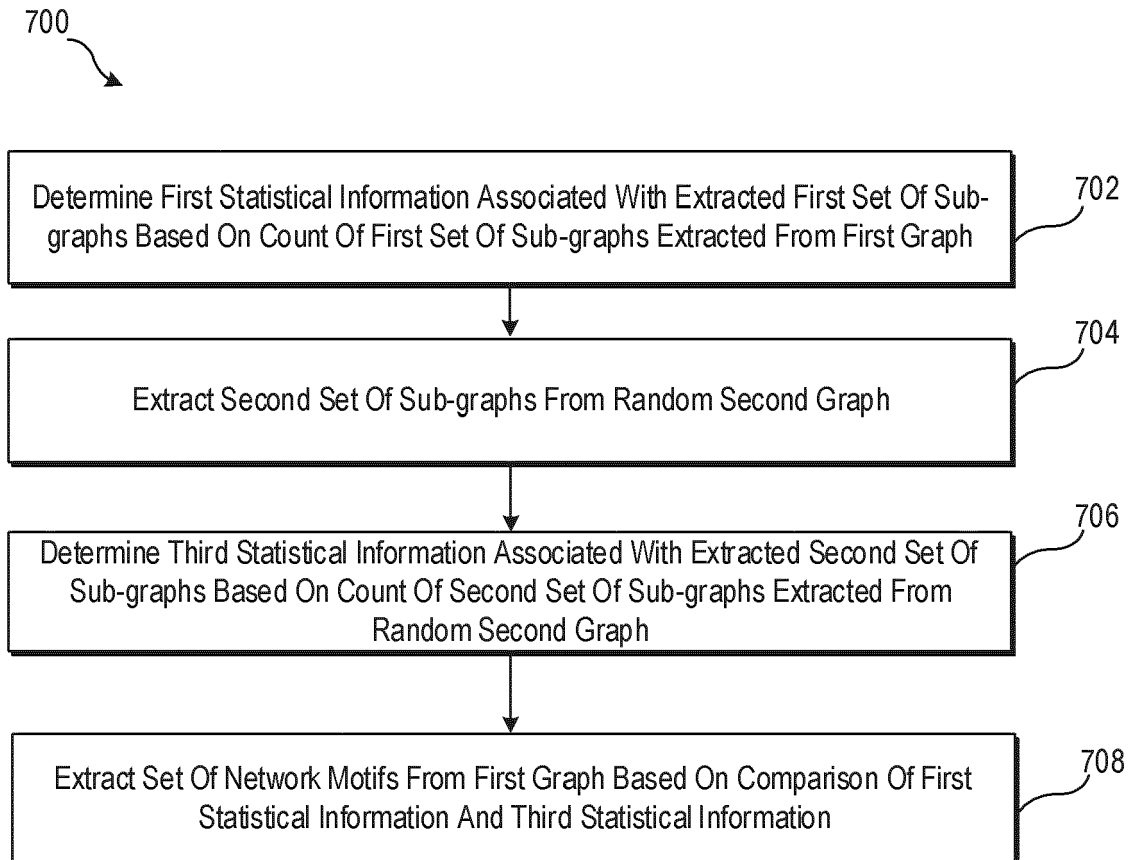 700
Determine First Statistical Information Associated With Extracted First Set Of Sub-
graphs Based On Count Of First Set Of Sub-graphs Extracted From First Graph
702
Extract Second Set Of Sub-graphs From Random Second Graph
704
Determine Third Statistical Information Associated With Extracted Second Set Of
Sub-graphs Based On Count Of Second Set Of Sub-graphs Extracted From
Random Second Graph
706
Extract Set Of Network Motifs From First Graph Based On Comparison Of First
Statistical Information And Third Statistical Information
708